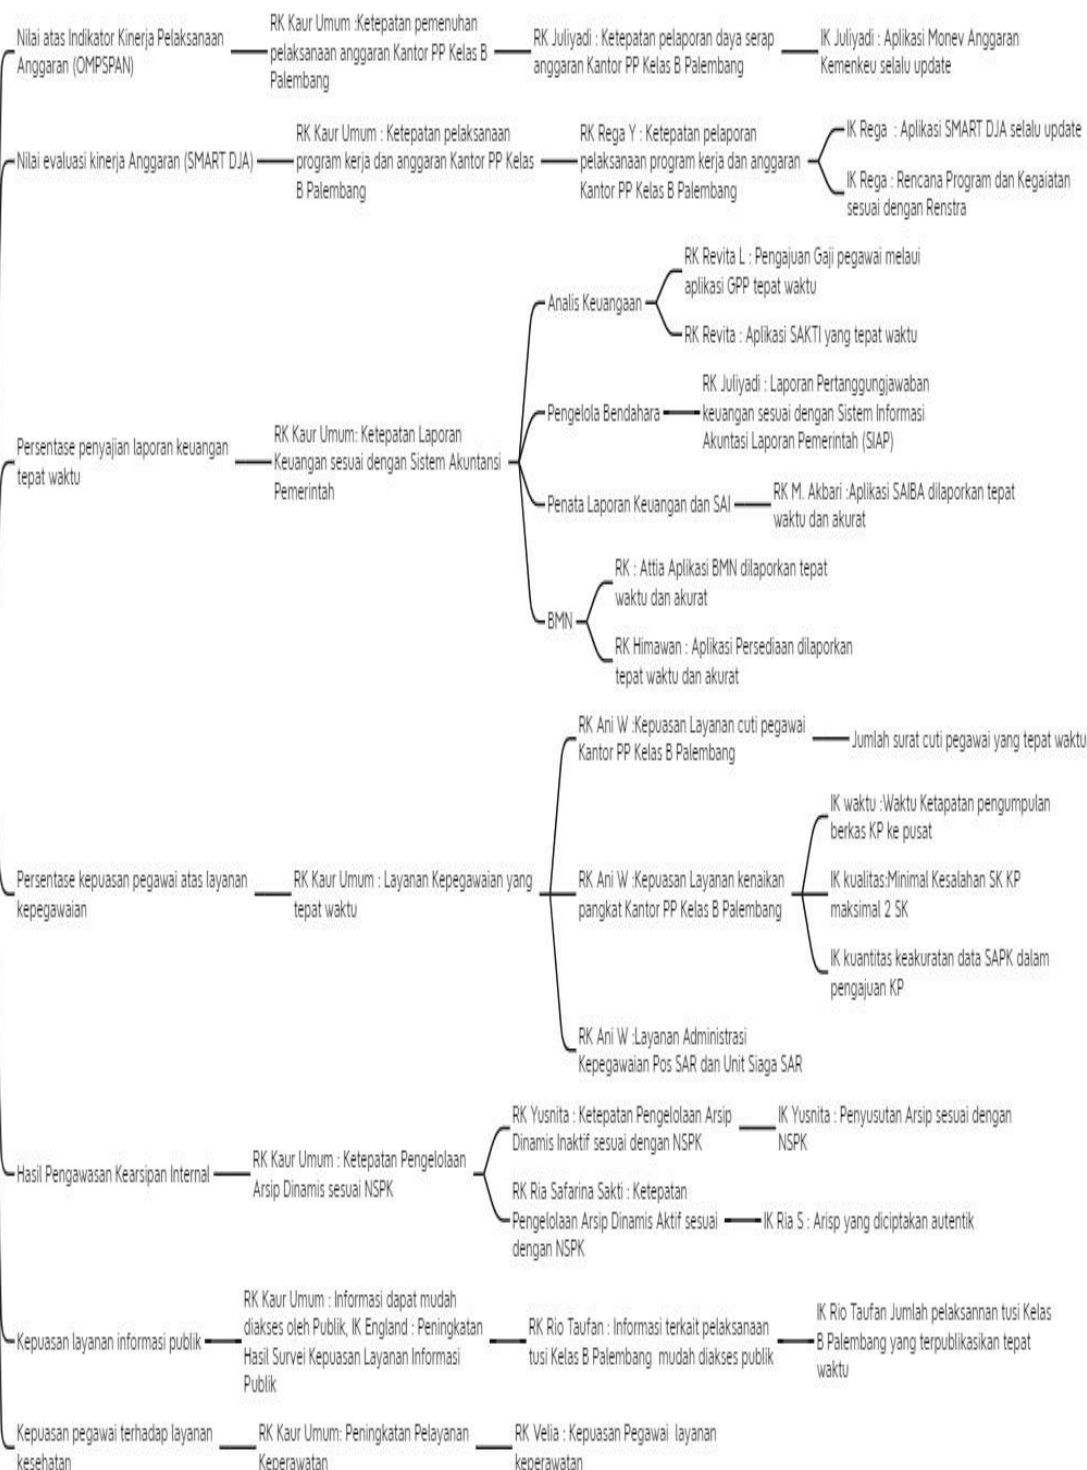 Nilai atas Indikator Kinerja Pelaksanaan
Anggaran (OMPSPAN)
RK Kaur Umum :Ketepatan pemenuhan
pelaksanaan anggaran Kantor PP Kelas B
Palembang
RK Juliyadi : Ketepatan pelaporan daya serap
anggaran Kantor PP Kelas B Palembang
IK Juliyadi : Aplikasi Monev Anggaran
Kemenkeu selalu update
Nilai evaluasi kinerja Anggaran (SMART DJA)
RK Kaur Umum : Ketepatan pelaksanaan
program kerja dan anggaran Kantor PP Kelas
B Palembang
RK Rega Y : Ketepatan pelaporan
pelaksanaan program kerja dan anggaran
Kantor PP Kelas B Palembang
IK Rega : Aplikasi SMART DJA selalu update
IK Rega : Rencana Program dan Kegaiatan
sesuai dengan Renstra
Persentase penyajian laporan keuangan
tepat waktu
RK Kaur Umum: Ketepatan Laporan
Keuangan sesuai dengan Sistem Akuntansi
Pemerintah
Analis Keuangaan
RK Revita L : Pengajuan Gaji pegawai melaui
aplikasi GPP tepat waktu
RK Revita : Aplikasi SAKTI yang tepat waktu
Pengelola Bendahara
RK Juliyadi : Laporan Pertanggungjawaban
keuangan sesuai dengan Sistem Informasi
Akuntasi Laporan Pemerintah (SIAP)
Penata Laporan Keuangan dan SAI
RK M. Akbari :Aplikasi SAIBA dilaporkan tepat
waktu dan akurat
BMN
RK : Attia Aplikasi BMN dilaporkan tepat
waktu dan akurat
RK Himawan : Aplikasi Persediaan dilaporkan
tepat waktu dan akurat
Persentase kepuasan pegawai atas layanan
kepegawaian
RK Kaur Umum : Layanan Kepegawaian yang
tepat waktu
RK Ani W :Kepuasan Layanan cuti pegawai
Kantor PP Kelas B Palembang
Jumlah surat cuti pegawai yang tepat waktu
RK Ani W :Kepuasan Layanan kenaikan
pangkat Kantor PP Kelas B Palembang
IK waktu :Waktu Ketapatan pengumpulan
berkas KP ke pusat
IK kualitas:Minimal Kesalahan SK KP
maksimal 2 SK
IK kuantitas keakuratan data SAPK dalam
pengajuan KP
RK Ani W :Layanan Administrasi
Kepegawaian Pos SAR dan Unit Siaga SAR
Hasil Pengawasan Kearsipan Internal
RK Kaur Umum : Ketepatan Pengelolaan
Arsip Dinamis sesuai NSPK
RK Yusnita : Ketepatan Pengelolaan Arsip
Dinamis Inaktif sesuai dengan NSPK
IK Yusnita : Penyusutan Arsip sesuai dengan
NSPK
RK Ria Safarina Sakti : Ketepatan
Pengelolaan Arsip Dinamis Aktif sesuai
dengan NSPK
IK Ria S : Arisp yang diciptakan autentik
Kepuasan layanan informasi publik
RK Kaur Umum : Informasi dapat mudah
diakses oleh Publik, IK England : Peningkatan
Hasil Survei Kepuasan Layanan Informasi
Publik
RK Rio Taufan : Informasi terkait pelaksanaan
tusi Kelas B Palembang mudah diakses publik
IK Rio Taufan Jumlah pelaksannan tusi Kelas
B Palembang yang terpublikasikan tepat
waktu
Kepuasan pegawai terhadap layanan
kesehatan
RK Kaur Umum: Peningkatan Pelayanan
Keperawatan
RK Velia : Kepuasan Pegawai layanan
keperawatan